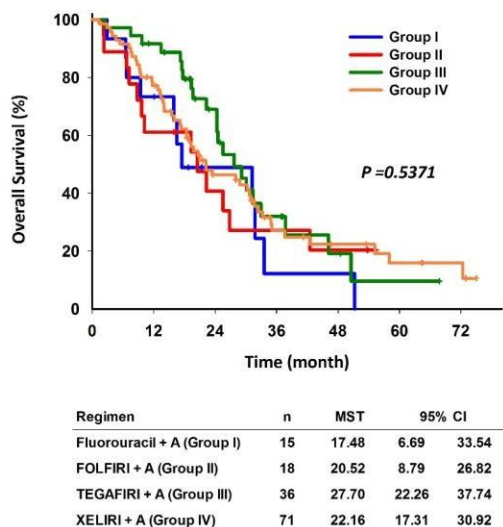 Overall Survival (%)
100
80
60
40
20
0
Group I
Group II
Group III
Group IV
P =0.5371
0 12 24 36 48 60 72
Time (month)
Regimen n MST 95% CI
Fluorouracil + A (Group I) 15 17.48 6.69 33.54
FOLFIRI + A (Group II) 18 20.52 8.79 26.82
TEGAFIRI + A (Group III) 36 27.70 22.26 37.74
XELIRI + A (Group IV) 71 22.16 17.31 30.92